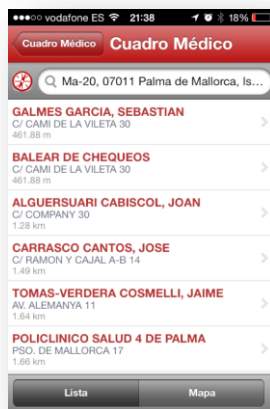 vodafone ES 21:38 18%
Cuadro Médico Cuadro Médico
Ma-20, 07011 Palma de Mallorca, Is...
GALMES GARCIA, SEBASTIAN
C/ CAMI DE LA VILETA 30
461.88 m
BALEAR DE CHEQUEOS
C/ CAMI DE LA VILETA 30
461.88 m
ALGUERSUARI CABISCOL, JOAN
C/ COMPANY 30
1.28 km
CARRASCO CANTOS, JOSE
C/ RAMON Y CAJAL A-B 14
1.49 km
TOMAS-VERDERA COSMELLI, JAIME
AV. ALEMANYA 11
1.64 km
POLICLINICO SALUD 4 DE PALMA
PSO. DE MALLORCA 17
1.66 km
Lista Mapa